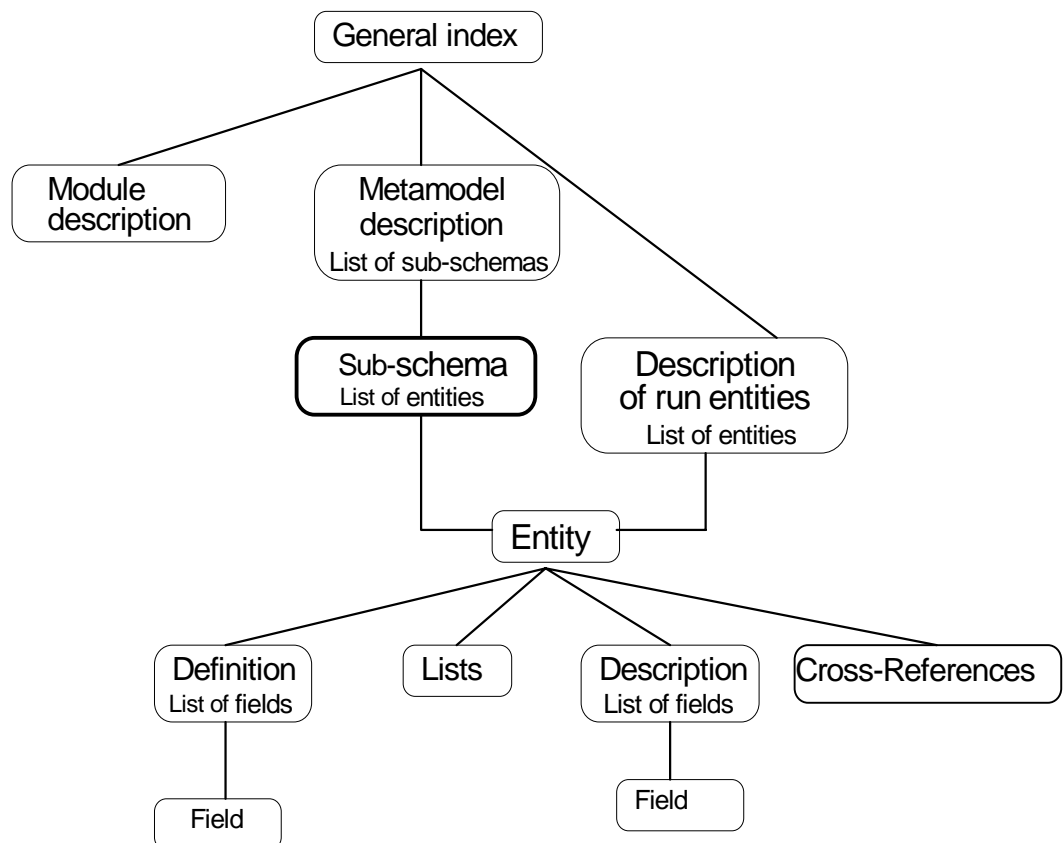 General index
Module
description
Metamodel
description
List of sub-schemas
Sub-schema
List of entities
Description
of run entities
List of entities
Entity
Definition
List of fields
Lists
Description
List of fields
Cross-References
Field
Field